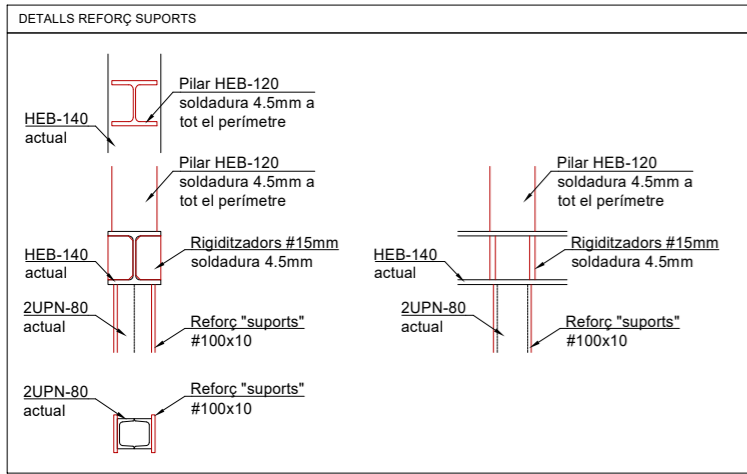 DETALLS REFORÇ SUPORTS
Pilar HEB-120
soldadura 4.5mm a
tot el perímetre
HEB-140
actual
Pilar HEB-120
soldadura 4.5mm a
tot el perímetre
HEB-140
actual
Rigiditzadors #15mm
soldadura 4.5mm
2UPN-80
actual
Reforç "suports"
#100x10
2UPN-80
actual
Reforç "suports"
#100x10
Pilar HEB-120
soldadura 4.5mm a
tot el perímetre
HEB-140
actual
Rigiditzadors #15mm
soldadura 4.5mm
2UPN-80
actual
Reforç "suports"
#100x10